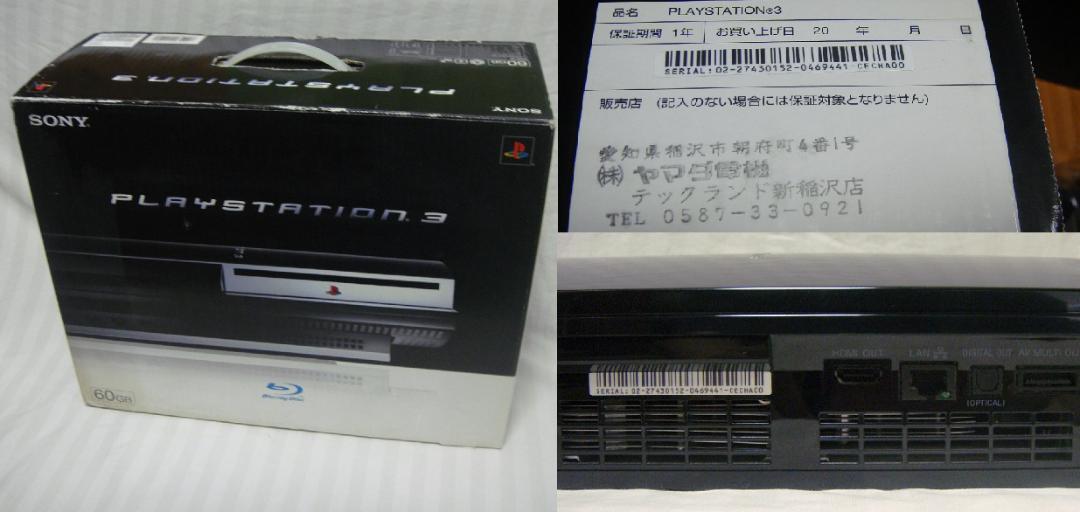 PLAYSTATION 3
SONY
SONY
PLAYSTATION 3
60GB
Blu-ray Disc
品名 PLAYSTATION®3
保証期間 1年 お買い上げ日 20 年 月 日
SERIAL: 02-27430152-0469441-CECHA00
販売店 (記入のない場合には保証対象となりません)
愛知県稲沢市朝府町4番1号
(株)ヤマダ電機
テックランド新稲沢店
TEL 0587-33-0921
HDMI OUT LAN DIGITAL OUT AV MULTI OUT
(OPTICAL)
SERIAL: 02-27430152-0469441-CECHA00